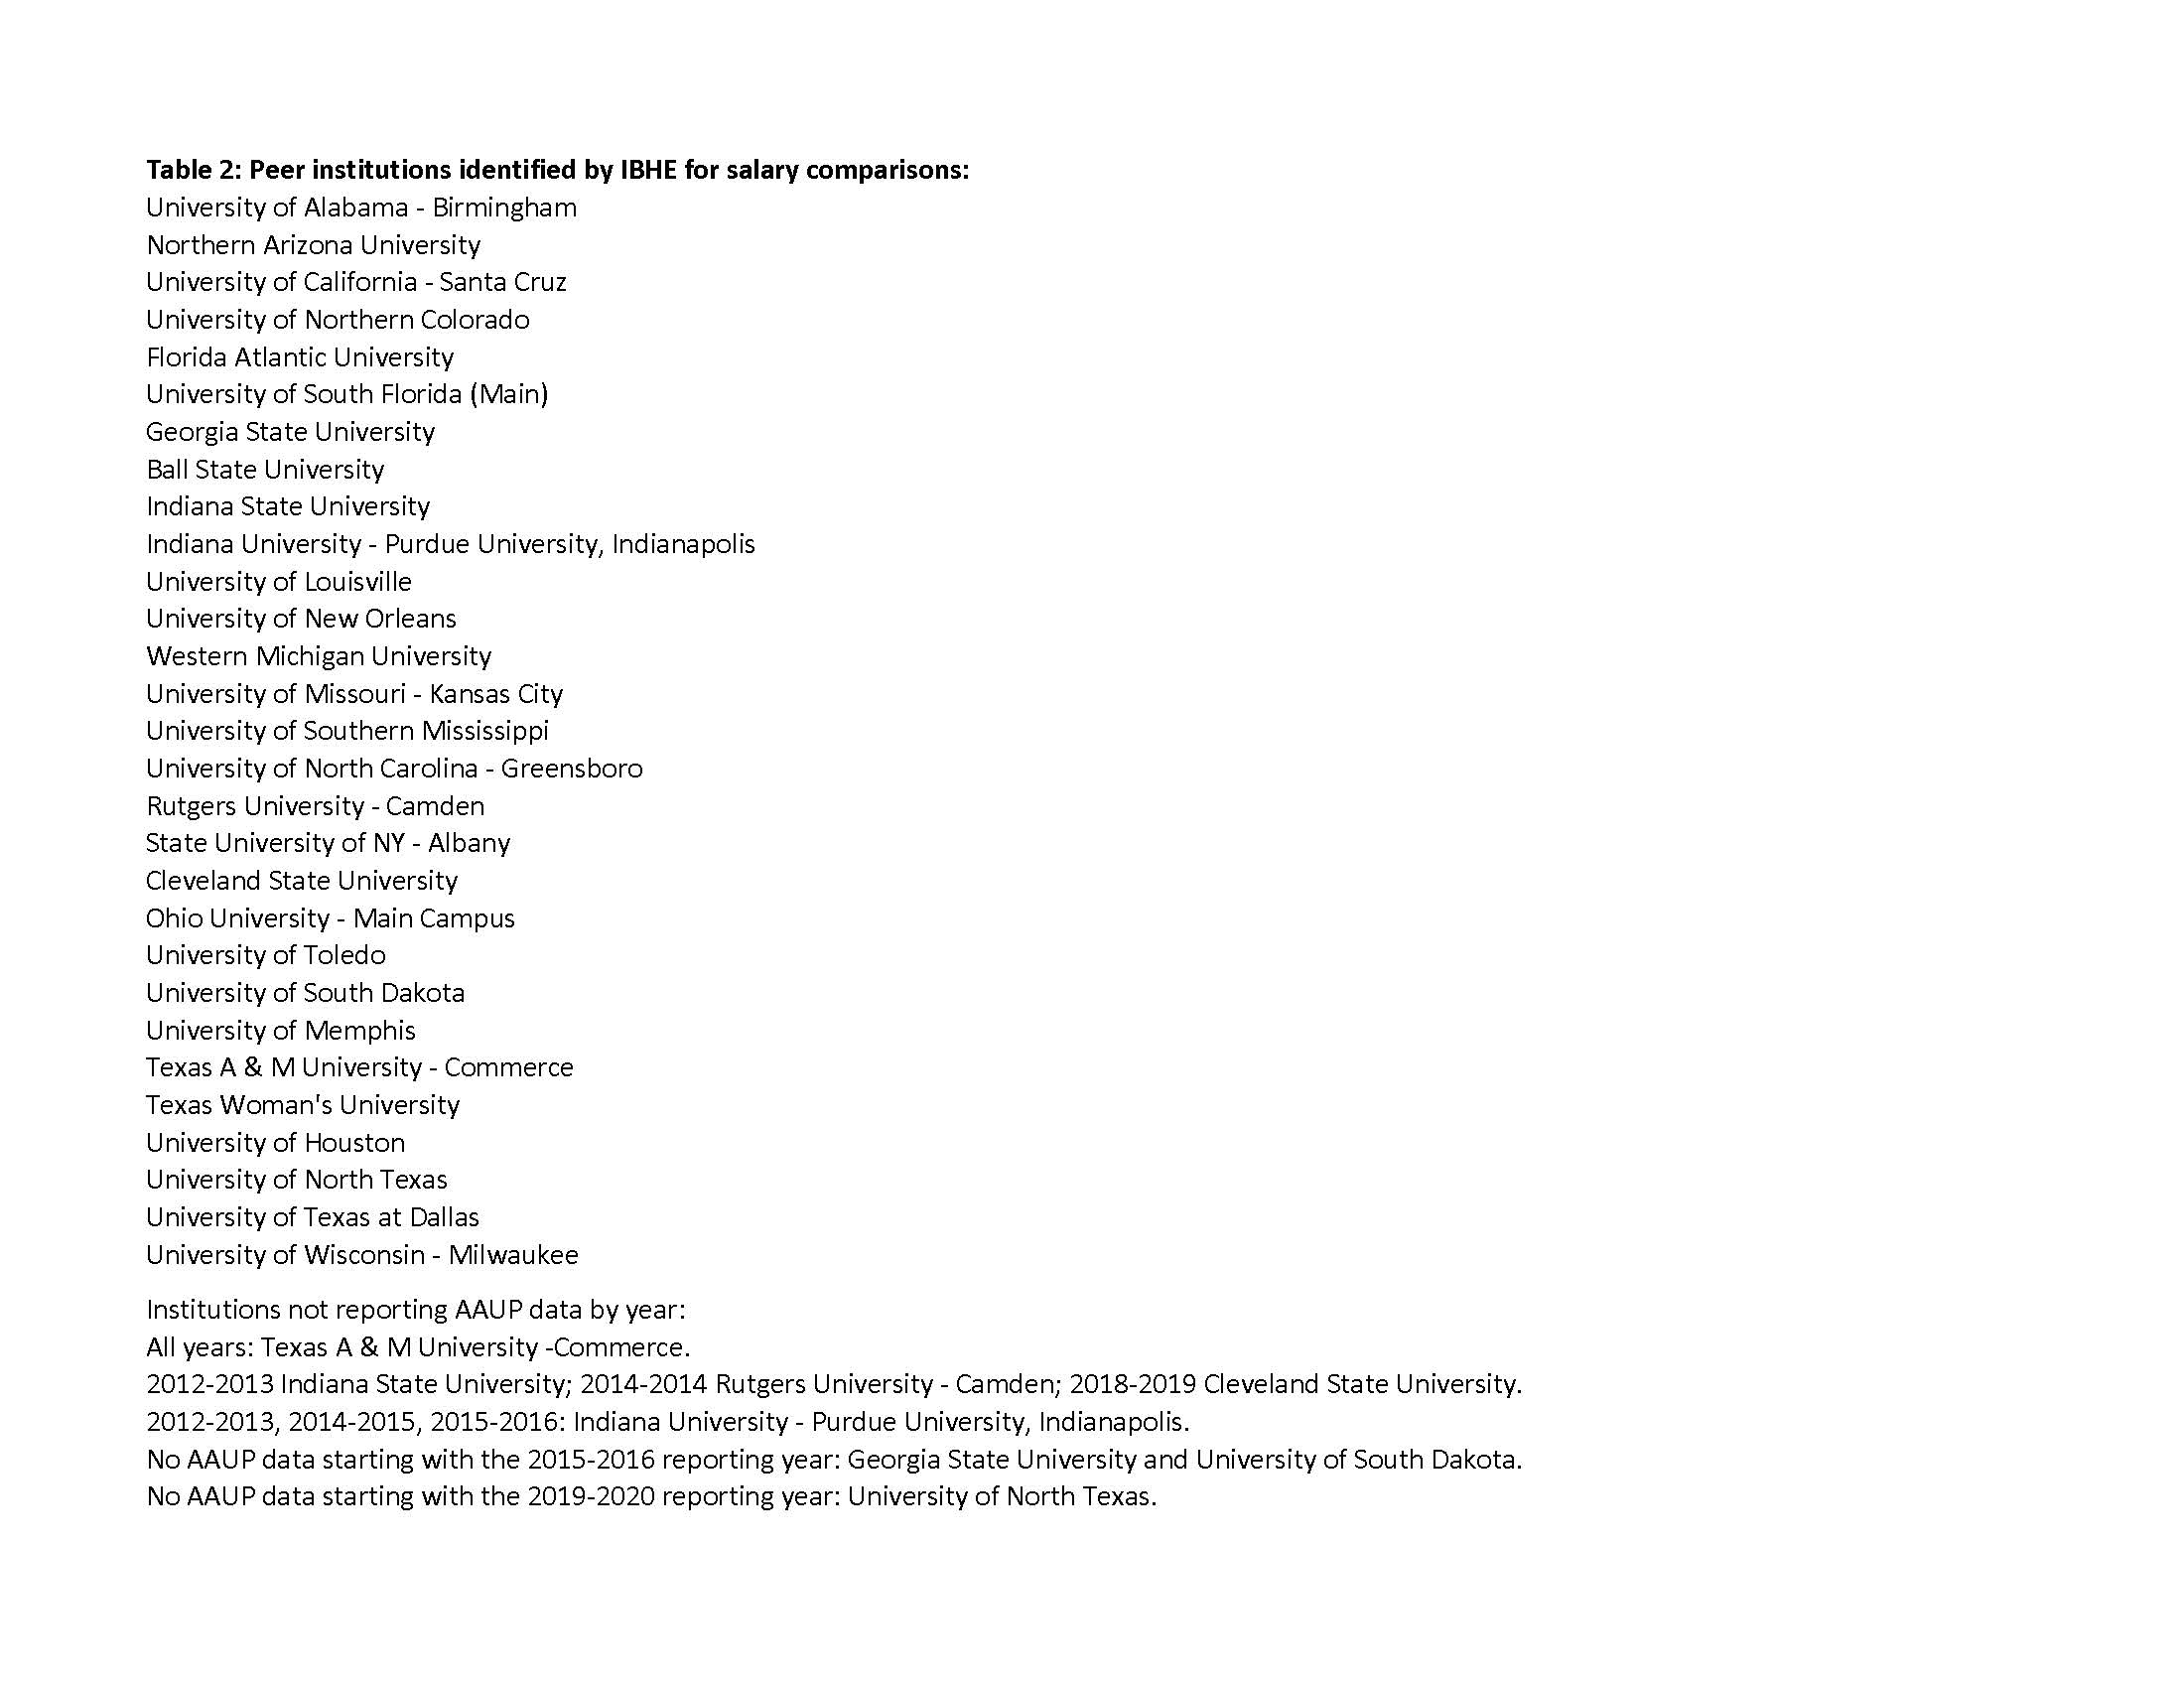 Table 2: Peer institutions identified by IBHE for salary comparisons:
University of Alabama - Birmingham
Northern Arizona University
University of California - Santa Cruz
University of Northern Colorado
Florida Atlantic University
University of South Florida (Main)
Georgia State University
Ball State University
Indiana State University
Indiana University - Purdue University, Indianapolis
University of Louisville
University of New Orleans
Western Michigan University
University of Missouri - Kansas City
University of Southern Mississippi
University of North Carolina - Greensboro
Rutgers University - Camden
State University of NY - Albany
Cleveland State University
Ohio University - Main Campus
University of Toledo
University of South Dakota
University of Memphis
Texas A & M University - Commerce
Texas Woman's University
University of Houston
University of North Texas
University of Texas at Dallas
University of Wisconsin - Milwaukee
Institutions not reporting AAUP data by year:
All years: Texas A & M University -Commerce.
2012-2013 Indiana State University; 2014-2014 Rutgers University - Camden; 2018-2019 Cleveland State University.
2012-2013, 2014-2015, 2015-2016: Indiana University - Purdue University, Indianapolis.
No AAUP data starting with the 2015-2016 reporting year: Georgia State University and University of South Dakota.
No AAUP data starting with the 2019-2020 reporting year: University of North Texas.